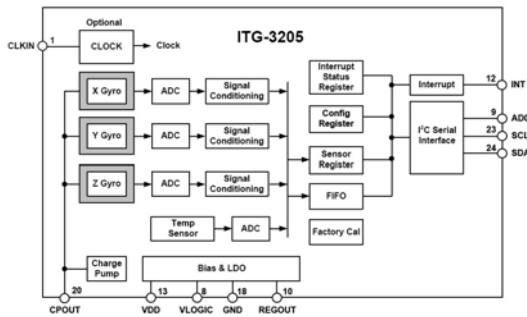 Optional
ITG-3205
CLKIN
1
CLOCK
Clock
Interrupt
Status
Register
Interrupt
12
INT
X Gyro
ADC
Signal
Conditioning
Config
Register
I²C Serial
Interface
9
23
SCL
24
SDA
Y Gyro
ADC
Signal
Conditioning
Sensor
Register
Z Gyro
ADC
Signal
Conditioning
FIFO
Temp
Sensor
ADC
Factory Cal
Charge
Pump
Bias & LDO
20
13
8
18
10
CPOUT
VDD
VLOGIC
GND
REGOUT